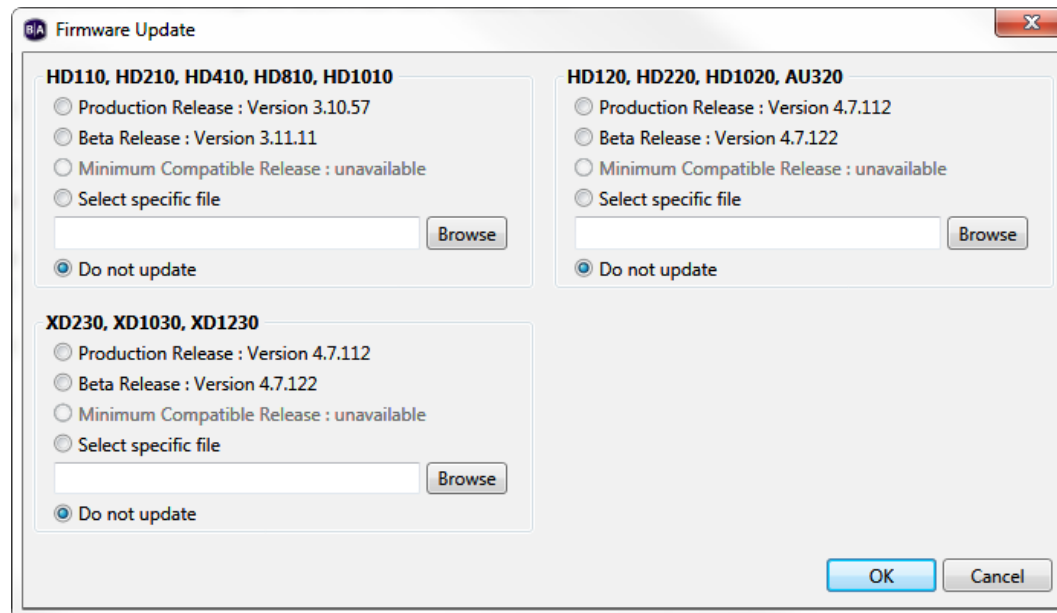 BA Firmware Update
HD110, HD210, HD410, HD810, HD1010
Production Release : Version 3.10.57
Beta Release : Version 3.11.11
Minimum Compatible Release : unavailable
Select specific file
Browse
Do not update
HD120, HD220, HD1020, AU320
Production Release : Version 4.7.112
Beta Release : Version 4.7.122
Minimum Compatible Release : unavailable
Select specific file
Browse
Do not update
XD230, XD1030, XD1230
Production Release : Version 4.7.112
Beta Release : Version 4.7.122
Minimum Compatible Release : unavailable
Select specific file
Browse
Do not update
OK Cancel